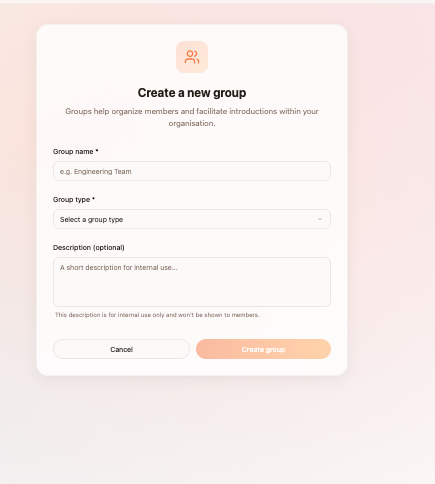 Create a new group
Groups help organize members and facilitate introductions within your
organisation.
Group name *
e.g. Engineering Team
Group type *
Select a group type
Description (optional)
A short description for internal use...
This description is for internal use only and won't be shown to members.
Cancel
Create group